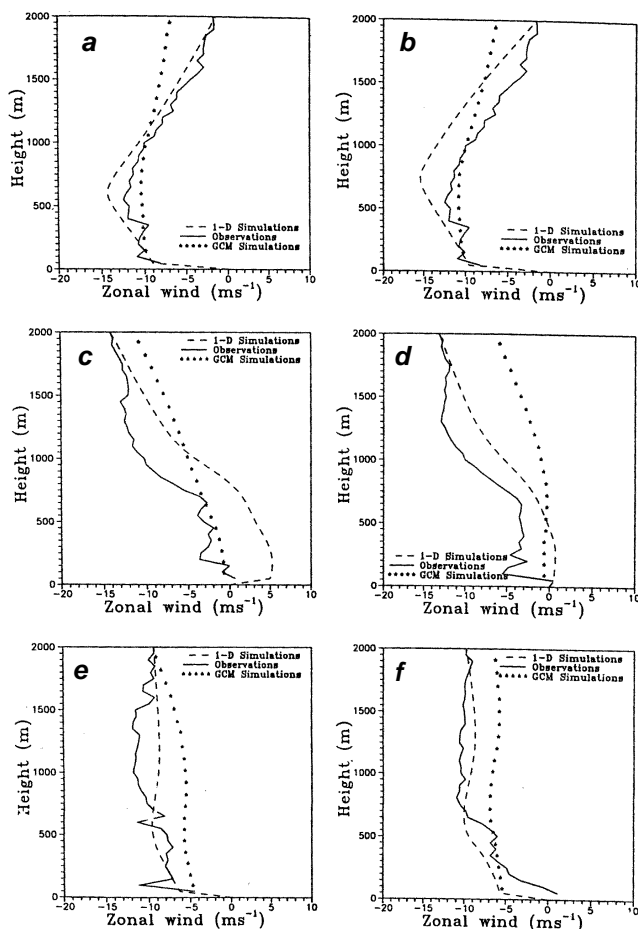 a
2000
1500
1000
500
0
Height (m)
1-D Simulations
Observations
GCM Simulations
-20 -15 -10 -5 0 5 10
Zonal wind (ms⁻¹)
b
2000
1500
1000
500
0
Height (m)
1-D Simulations
Observations
GCM Simulations
-20 -15 -10 -5 0 5 10
Zonal wind (ms⁻¹)
c
2000
1500
1000
500
0
Height (m)
1-D Simulations
Observations
GCM Simulations
-20 -15 -10 -5 0 5 10
Zonal wind (ms⁻¹)
d
2000
1500
1000
500
0
Height (m)
1-D Simulations
Observations
GCM Simulations
-20 -15 -10 -5 0 5 10
Zonal wind (ms⁻¹)
e
2000
1500
1000
500
0
Height (m)
1-D Simulations
Observations
GCM Simulations
-20 -15 -10 -5 0 5 10
Zonal wind (ms⁻¹)
f
2000
1500
1000
500
0
Height (m)
1-D Simulations
Observations
GCM Simulations
-20 -15 -10 -5 0 5 10
Zonal wind (ms⁻¹)